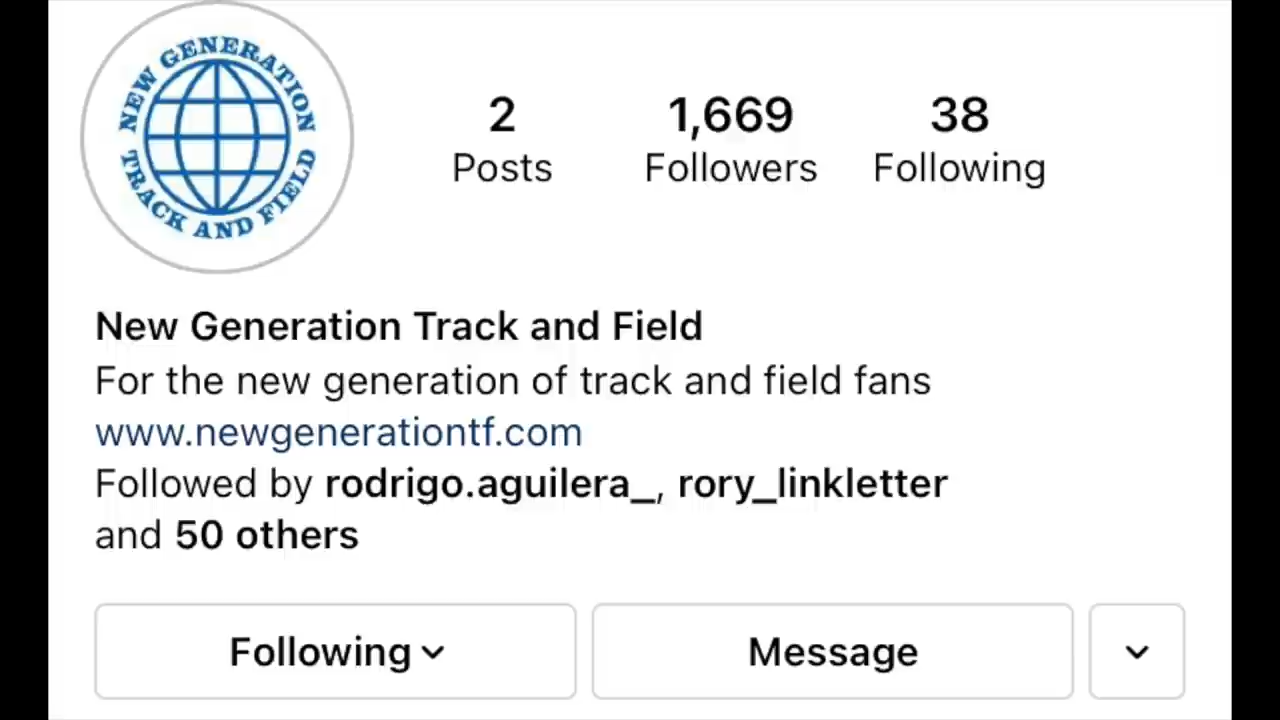 NEW GENERATION
TRACK AND FIELD
2
Posts
1,669
Followers
38
Following
New Generation Track and Field
For the new generation of track and field fans
www.newgenerationtf.com
Followed by rodrigo.aguilera_, rory_linkletter
and 50 others
Following
Message